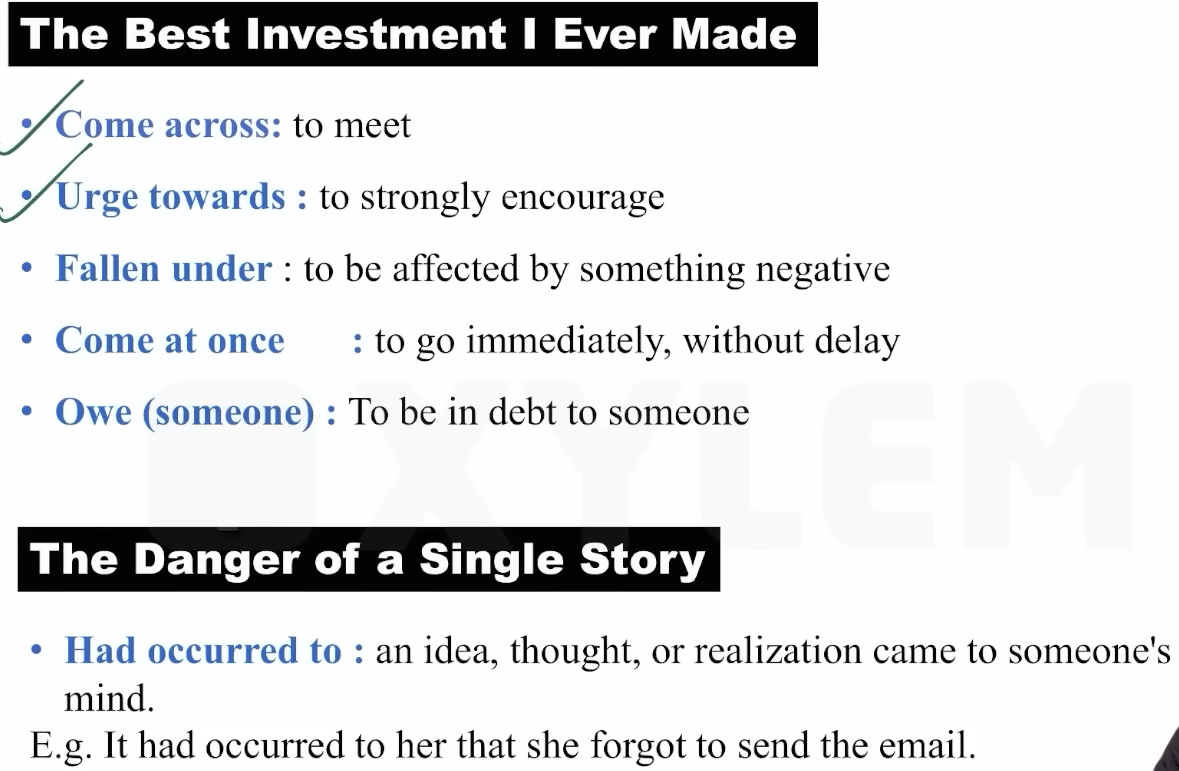 The Best Investment I Ever Made
• Come across: to meet
• Urge towards : to strongly encourage
• Fallen under : to be affected by something negative
• Come at once : to go immediately, without delay
• Owe (someone) : To be in debt to someone
XYLEM
The Danger of a Single Story
• Had occurred to : an idea, thought, or realization came to someone's
mind.
E.g. It had occurred to her that she forgot to send the email.